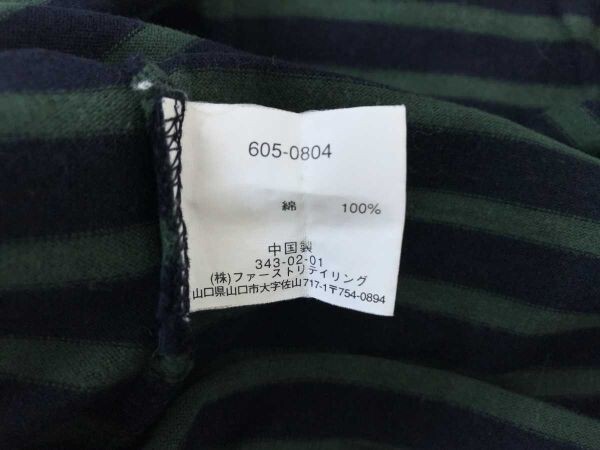 605-0804
綿 100%
中国製
343-02-01
(株)ファーストリテイリング
山口県山口市大字佐山717-1〒754-0894